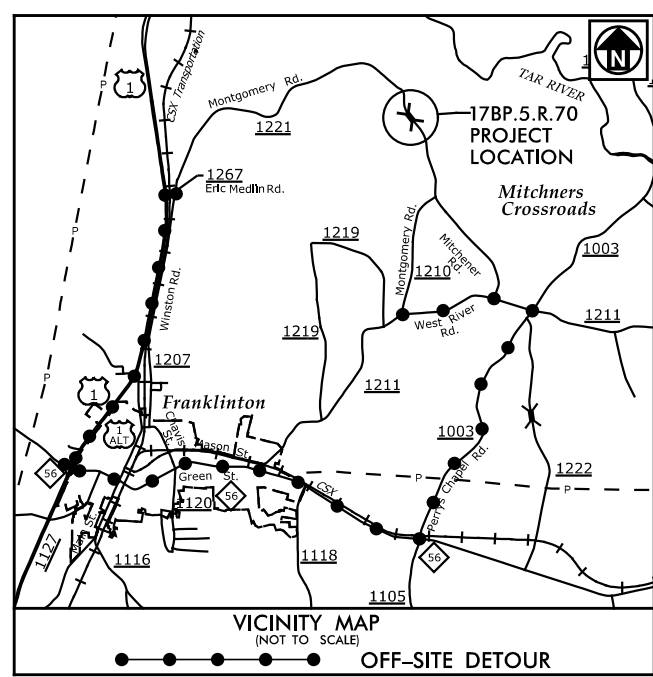 1
CSX Transportation
Montgomery Rd.
1221
TAR RIVER
N
P
17BP.5.R.70
PROJECT
LOCATION
1267
Eric Medlin Rd.
Mitchners
Crossroads
P
1219
Montgomery Rd.
1210
Mitchener
Rd.
1003
Winston Rd.
1219
West River
Rd.
1211
1207
P
1
1211
Franklinton
1
ALT
Chavis
St.
Mason St.
1003
1222
56
Green St.
56
CSX
P
Perrys Chapel Rd.
P
1120
Main St.
1127
1116
1118
56
1105
VICINITY MAP
(NOT TO SCALE)
OFF-SITE DETOUR